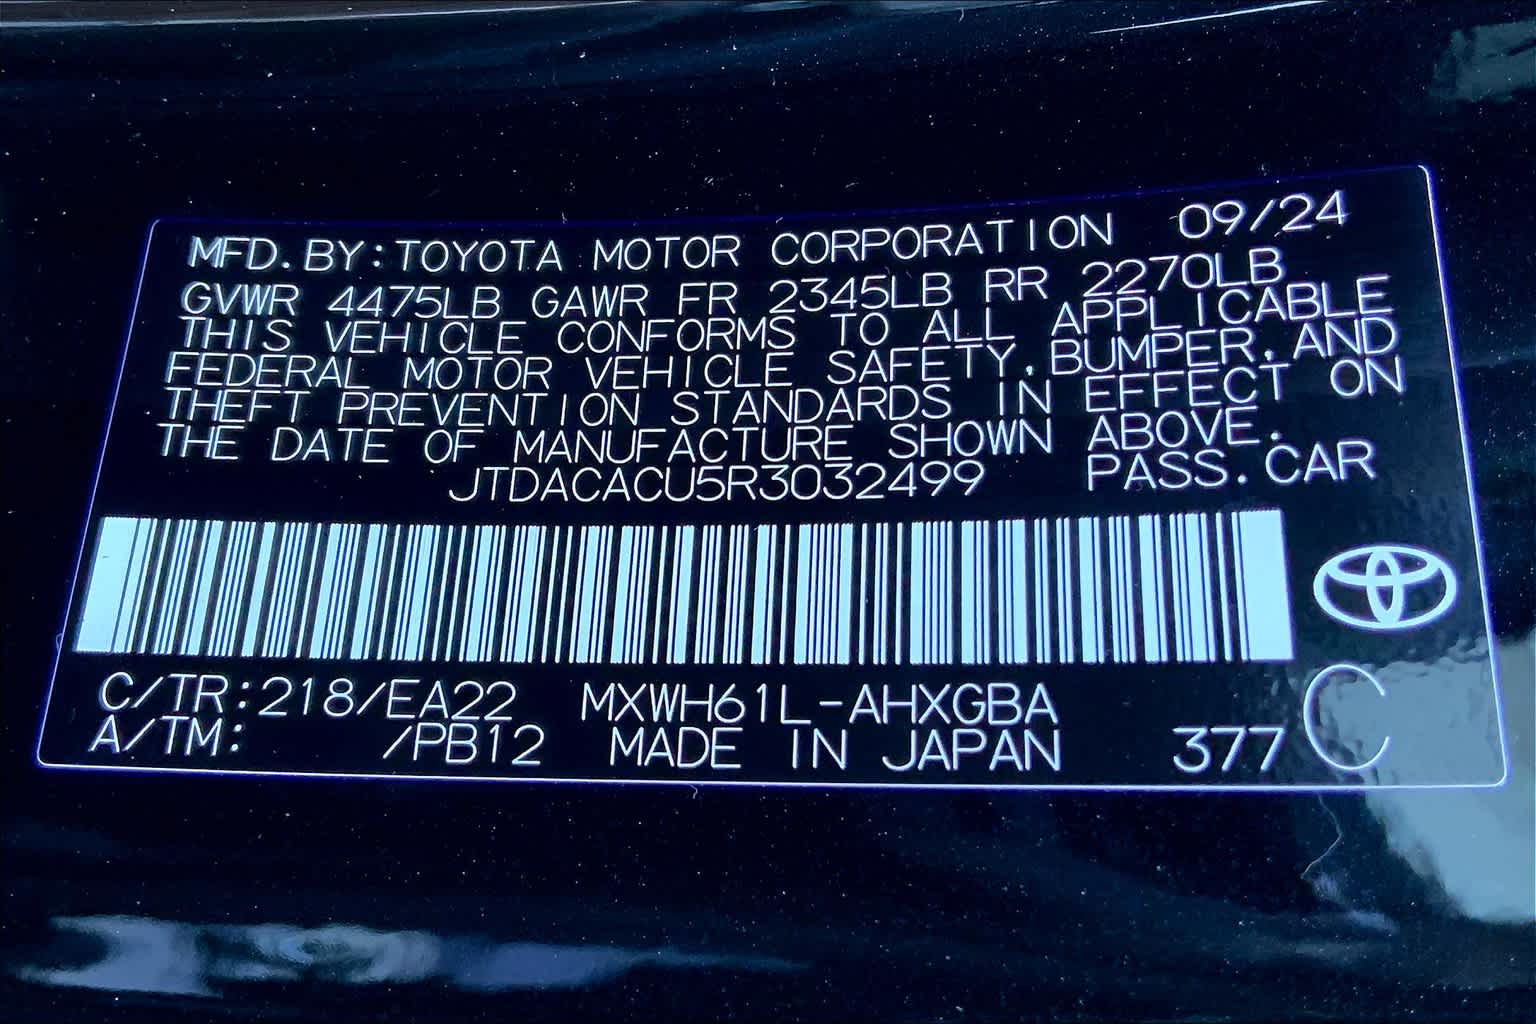 MFD. BY: TOYOTA MOTOR CORPORATION 09/24
GVWR 4475LB GAWR FR 2345LB RR 2270LB
THIS VEHICLE CONFORMS TO ALL APPLICABLE
FEDERAL MOTOR VEHICLE SAFETY, BUMPER, AND
THEFT PREVENTION STANDARDS IN EFFECT ON
THE DATE OF MANUFACTURE SHOWN ABOVE.
JTDACACU5R3032499 PASS. CAR
C/TR: 218/EA22 MXWH61L-AHXGBA
A/TM: /PB12 MADE IN JAPAN 377 C